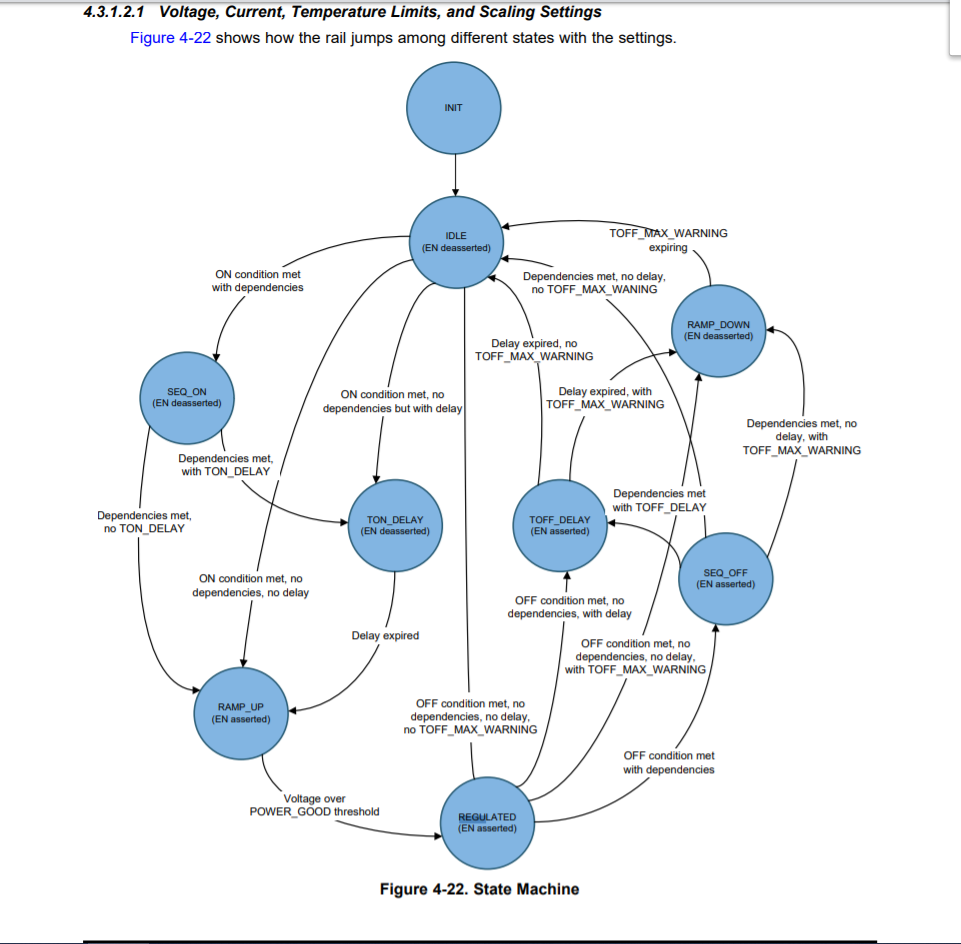 4.3.1.2.1 Voltage, Current, Temperature Limits, and Scaling Settings
Figure 4-22 shows how the rail jumps among different states with the settings.
INIT
IDLE
(EN deasserted)
TOFF_MAX_WARNING
expiring
ON condition met
with dependencies
Dependencies met, no delay,
no TOFF_MAX_WANING
RAMP_DOWN
(EN deasserted)
Delay expired, no
TOFF_MAX_WARNING
SEQ_ON
(EN deasserted)
ON condition met, no
dependencies but with delay
Delay expired, with
TOFF_MAX_WARNING
Dependencies met, no
delay, with
TOFF_MAX_WARNING
Dependencies met,
with TON_DELAY
Dependencies met
with TOFF_DELAY
Dependencies met,
no TON_DELAY
TON_DELAY
(EN deasserted)
TOFF_DELAY
(EN asserted)
SEQ_OFF
(EN asserted)
ON condition met, no
dependencies, no delay
OFF condition met, no
dependencies, with delay
Delay expired
OFF condition met, no
dependencies, no delay,
with TOFF_MAX_WARNING
RAMP_UP
(EN asserted)
OFF condition met, no
dependencies, no delay,
no TOFF_MAX_WARNING
OFF condition met
with dependencies
Voltage over
POWER_GOOD threshold
REGULATED
(EN asserted)
Figure 4-22. State Machine